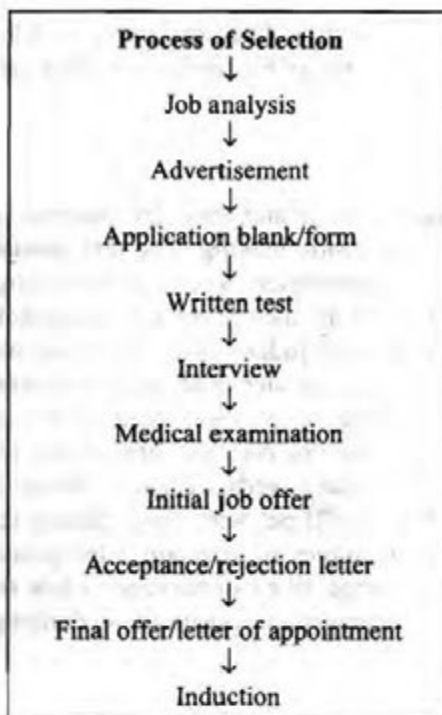 Process of Selection
↓
Job analysis
↓
Advertisement
↓
Application blank/form
↓
Written test
↓
Interview
↓
Medical examination
↓
Initial job offer
↓
Acceptance/rejection letter
↓
Final offer/letter of appointment
↓
Induction